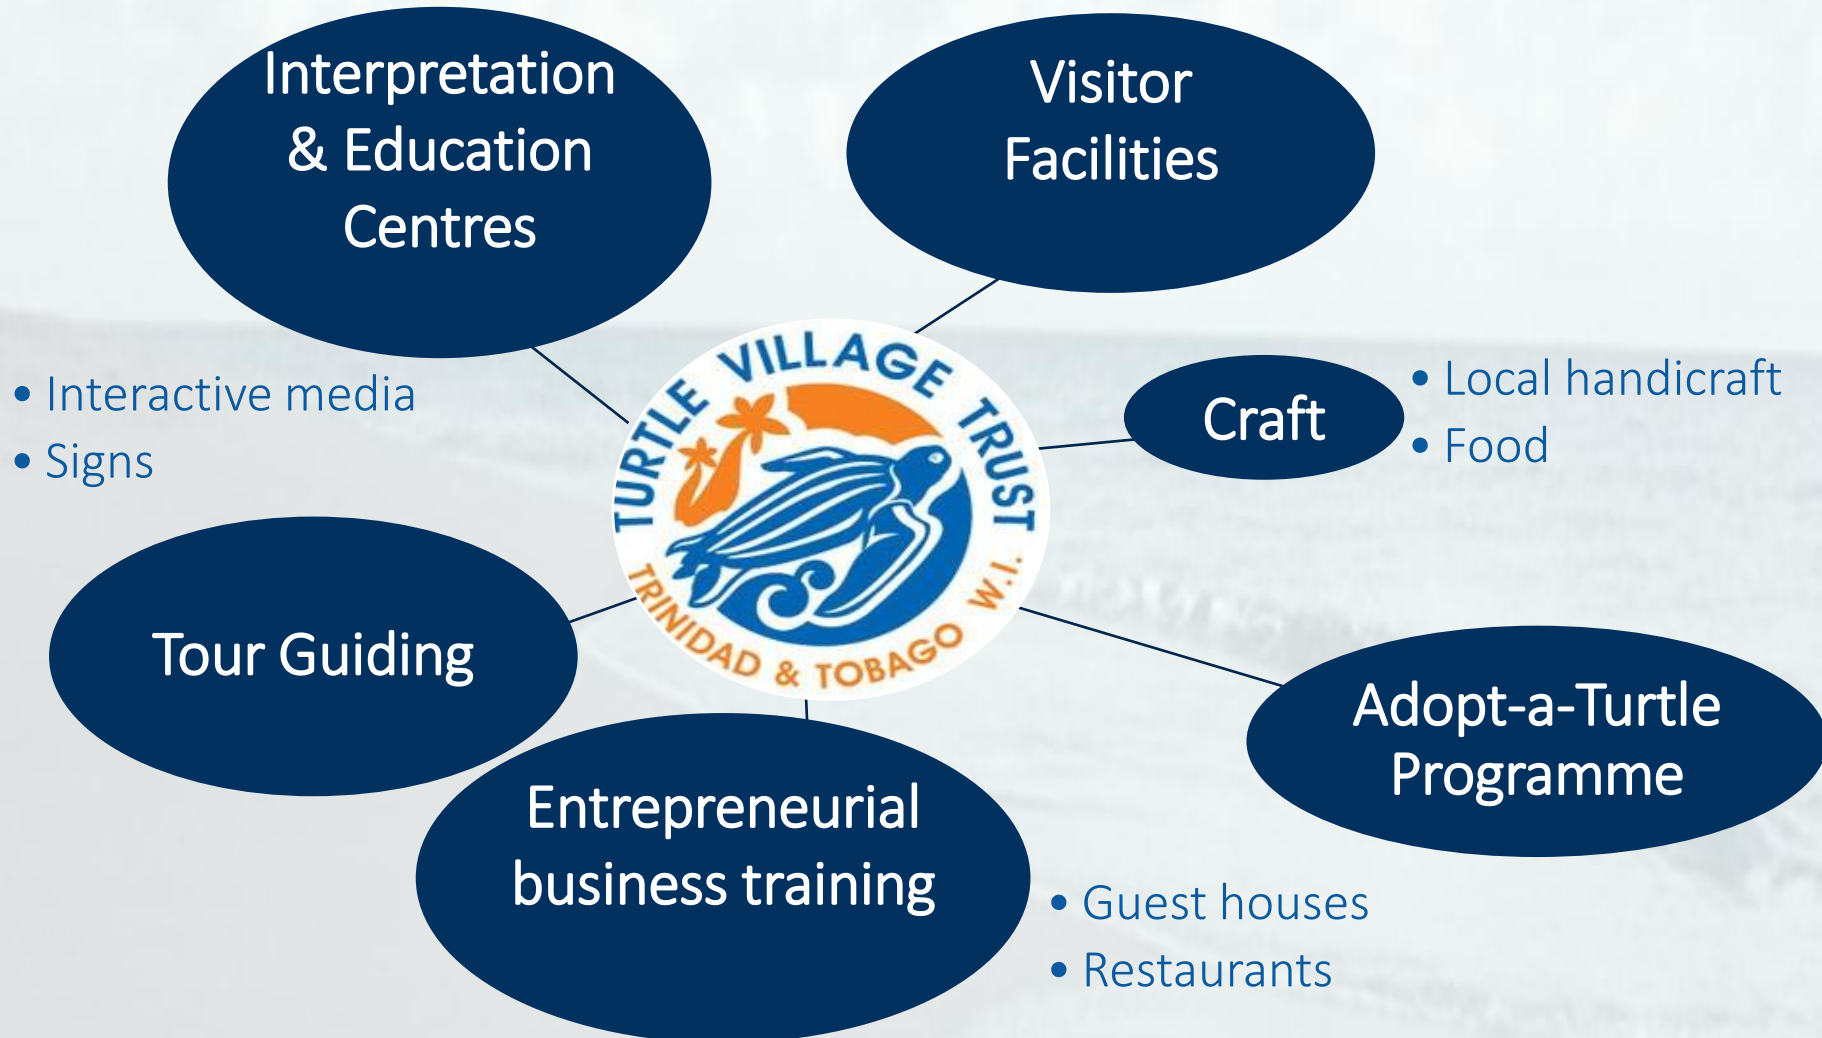 Interpretation
& Education
Centres
Visitor
Facilities
• Interactive media
• Signs
TURTLE VILLAGE TRUST
TRINIDAD & TOBAGO W.I.
Craft
• Local handicraft
• Food
Tour Guiding
Adopt-a-Turtle
Programme
Entrepreneurial
business training
• Guest houses
• Restaurants